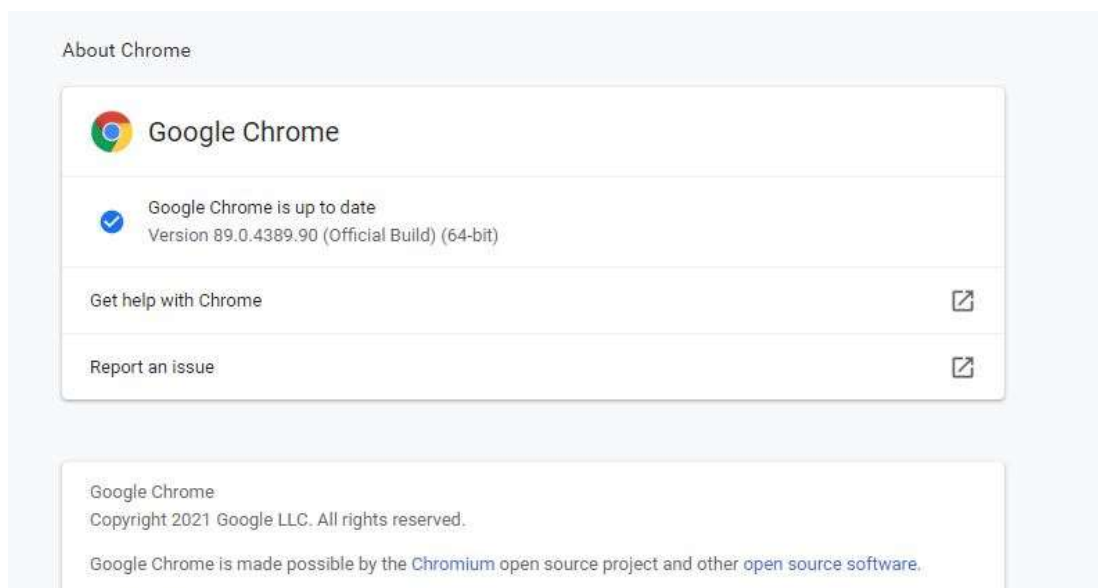 About Chrome
Google Chrome
Google Chrome is up to date
Version 89.0.4389.90 (Official Build) (64-bit)
Get help with Chrome
Report an issue
Google Chrome
Copyright 2021 Google LLC. All rights reserved.
Google Chrome is made possible by the Chromium open source project and other open source software.